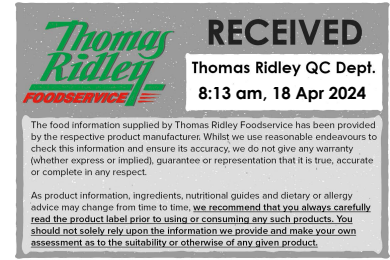 Thomas
Ridley
FOODSERVICE
RECEIVED
Thomas Ridley QC Dept.
8:13 am, 18 Apr 2024
The food information supplied by Thomas Ridley Foodservice has been provided
by the respective product manufacturer. Whilst we use reasonable endeavours to
check this information and ensure its accuracy, we do not give any warranty
(whether express or implied), guarantee or representation that it is true, accurate
or complete in any respect.
As product information, ingredients, nutritional guides and dietary or allergy
advice may change from time to time, we recommend that you always carefully
read the product label prior to using or consuming any such products. You
should not solely rely upon the information we provide and make your own
assessment as to the suitability or otherwise of any given product.